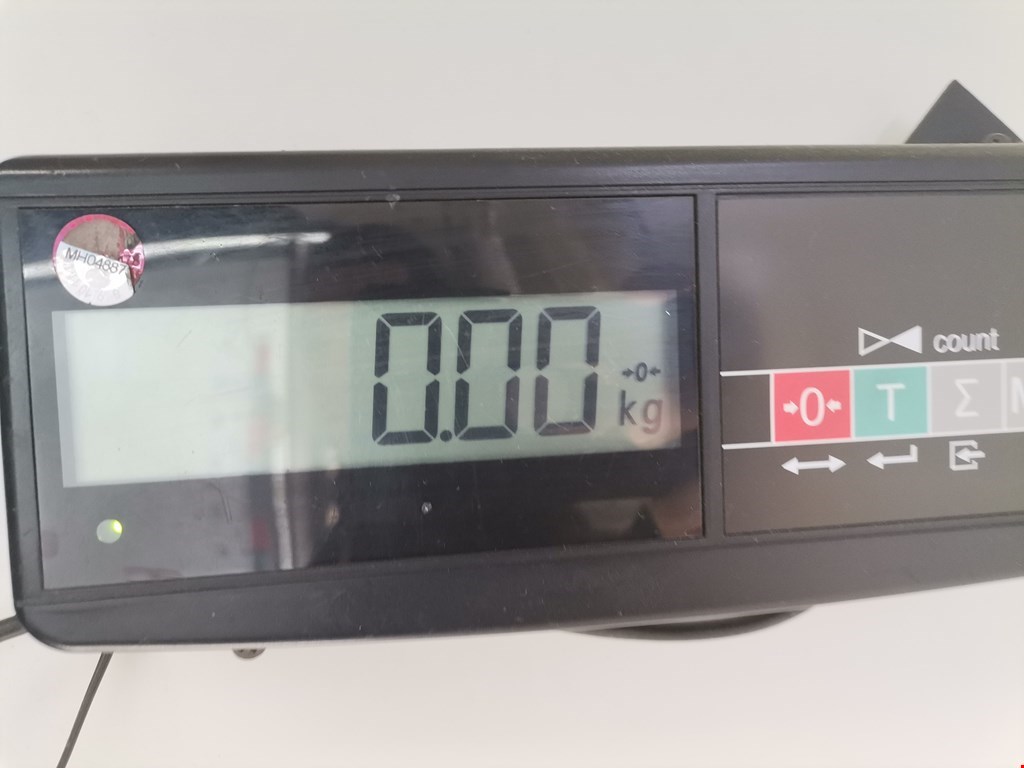 MH04887
0.00
→0←
kg
count
→0← T Σ